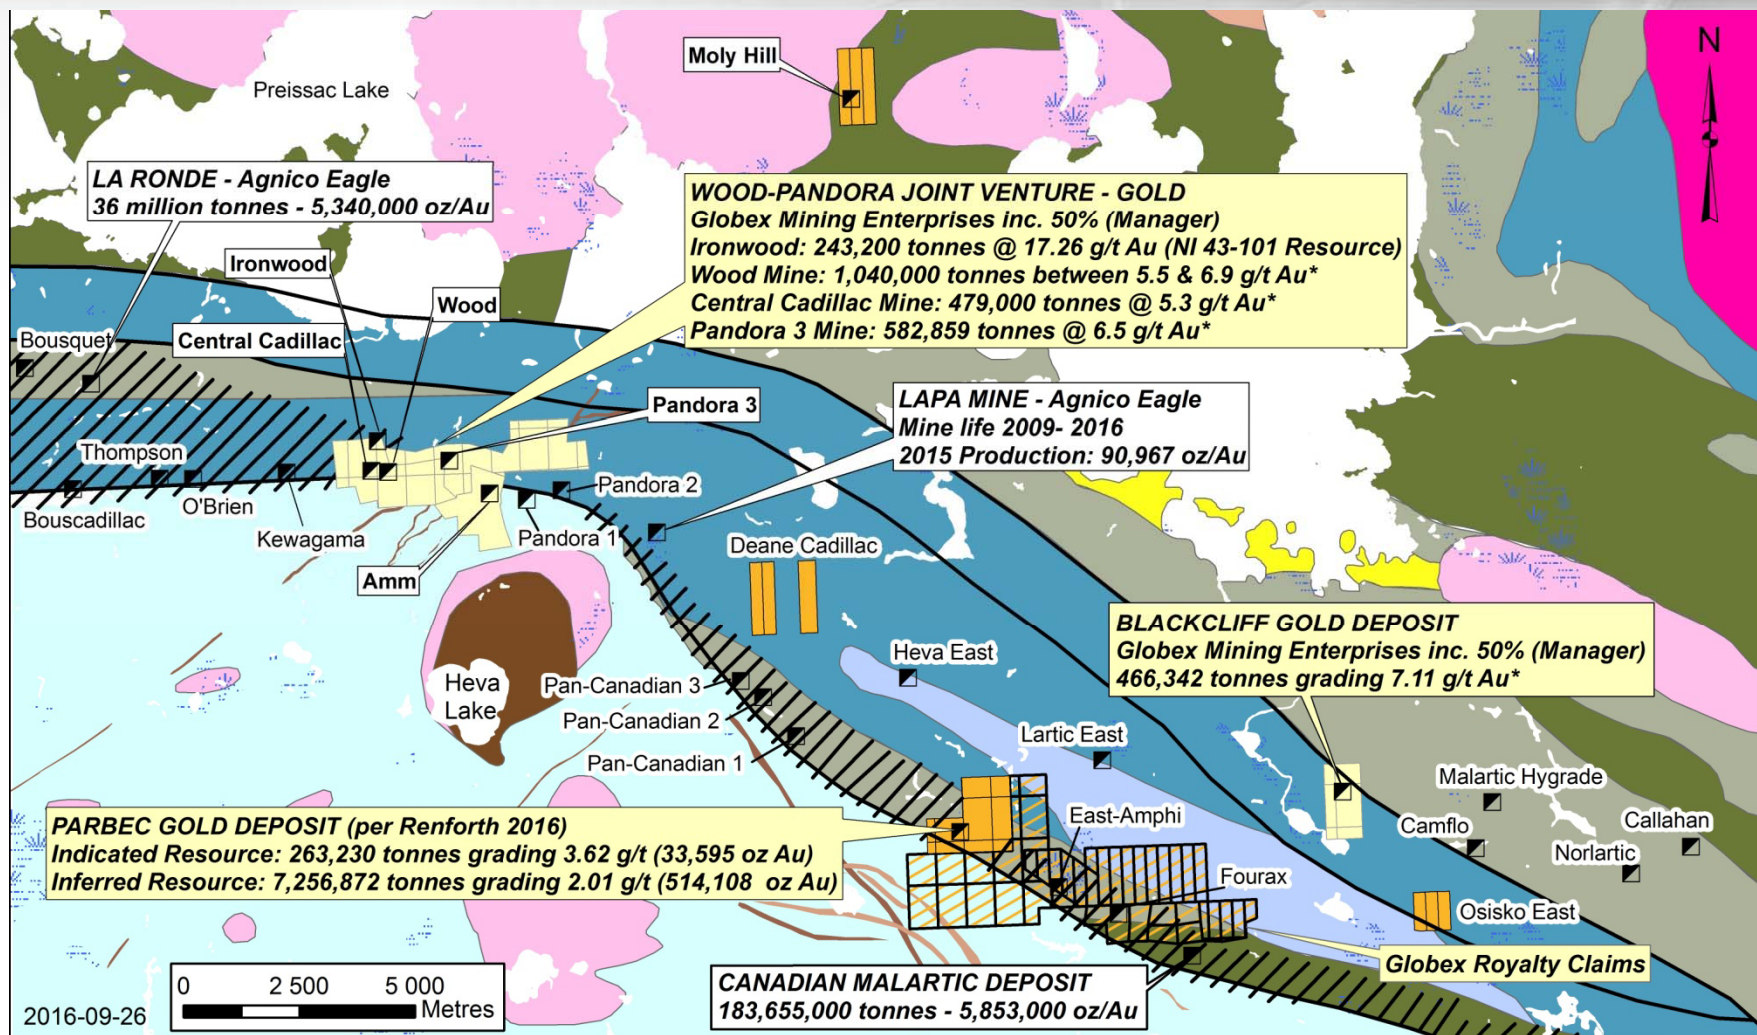 Preissac Lake
Moly Hill
N
LA RONDE - Agnico Eagle
36 million tonnes - 5,340,000 oz/Au
WOOD-PANDORA JOINT VENTURE - GOLD
Globex Mining Enterprises inc. 50% (Manager)
Ironwood: 243,200 tonnes @ 17.26 g/t Au (NI 43-101 Resource)
Wood Mine: 1,040,000 tonnes between 5.5 & 6.9 g/t Au*
Central Cadillac Mine: 479,000 tonnes @ 5.3 g/t Au*
Pandora 3 Mine: 582,859 tonnes @ 6.5 g/t Au*
Ironwood
Wood
Central Cadillac
Bousquet
Pandora 3
LAPA MINE - Agnico Eagle
Mine life 2009- 2016
2015 Production: 90,967 oz/Au
Thompson
Bouscadillac
O'Brien
Kewagama
Amm
Pandora 1
Pandora 2
Deane Cadillac
Heva
Lake
Heva East
Pan-Canadian 3
Pan-Canadian 2
Pan-Canadian 1
BLACKCLIFF GOLD DEPOSIT
Globex Mining Enterprises inc. 50% (Manager)
466,342 tonnes grading 7.11 g/t Au*
Lartic East
Malartic Hygrade
Camflo
Callahan
Norlartic
PARBEC GOLD DEPOSIT (per Renforth 2016)
Indicated Resource: 263,230 tonnes grading 3.62 g/t (33,595 oz Au)
Inferred Resource: 7,256,872 tonnes grading 2.01 g/t (514,108 oz Au)
East-Amphi
Fourax
Osisko East
Globex Royalty Claims
CANADIAN MALARTIC DEPOSIT
183,655,000 tonnes - 5,853,000 oz/Au
0 2 500 5 000
Metres
2016-09-26